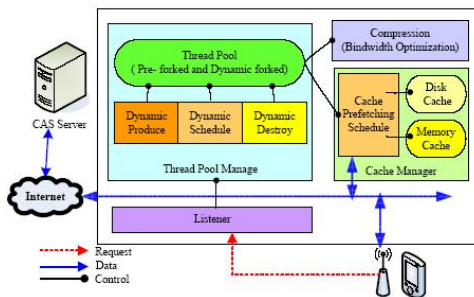 Thread Pool
( Pre- forked and Dynamic forked)
Compression
(Bindwidth Optimization)
Dynamic
Produce
Dynamic
Schedule
Dynamic
Destroy
Cache
Prefetching
Schedule
Disk
Cache
Memory
Cache
CAS Server
Thread Pool Manage
Cache Manager
Internet
Listener
Request
Data
Control